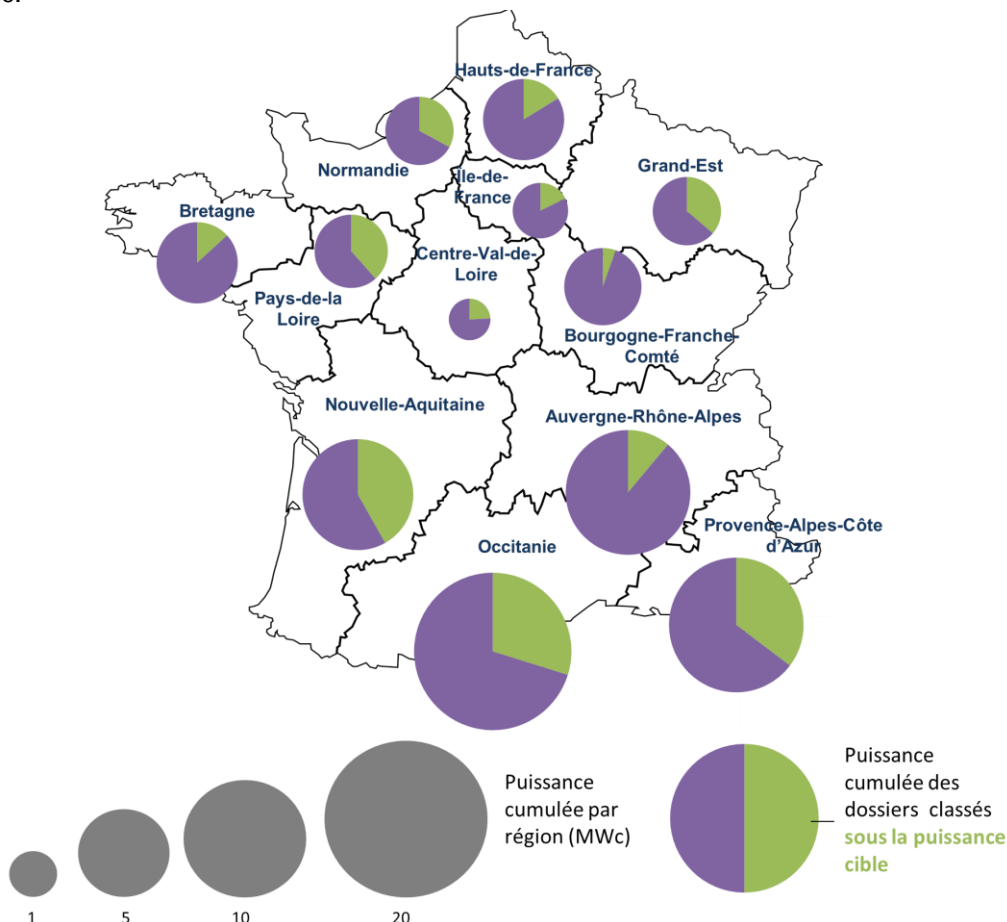 Hauts-de-France
Normandie
Île-de-
France
Grand-Est
Bretagne
Centre-Val-de-
Loire
Pays-de-la
Loire
Bourgogne-Franche-
Comté
Nouvelle-Aquitaine
Auvergne-Rhône-Alpes
Provence-Alpes-Côte
d'Azur
Occitanie
Puissance
cumulée par
région (MWc)
Puissance
cumulée des
dossiers classés
sous la puissance
cible
1
5
10
20